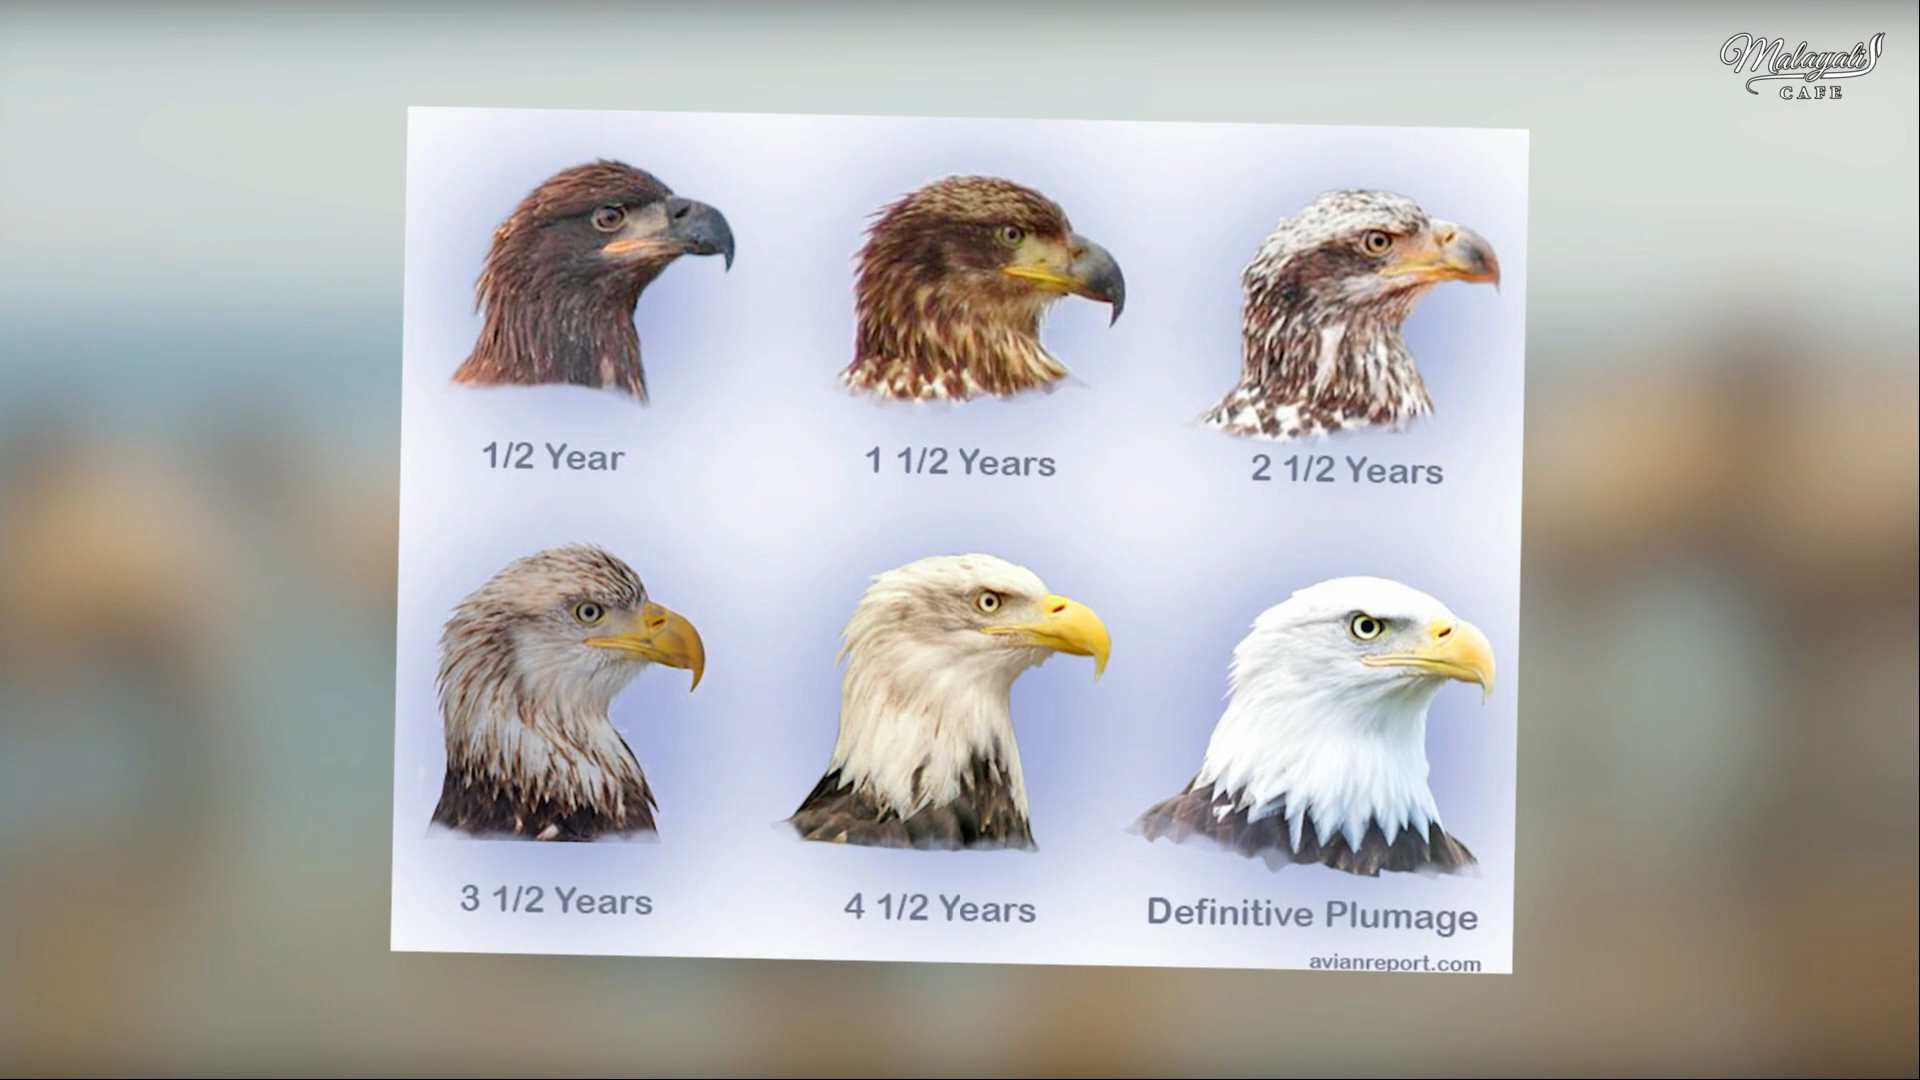 Malayali
CAFE
1/2 Year
1 1/2 Years
2 1/2 Years
3 1/2 Years
4 1/2 Years
Definitive Plumage
avianreport.com